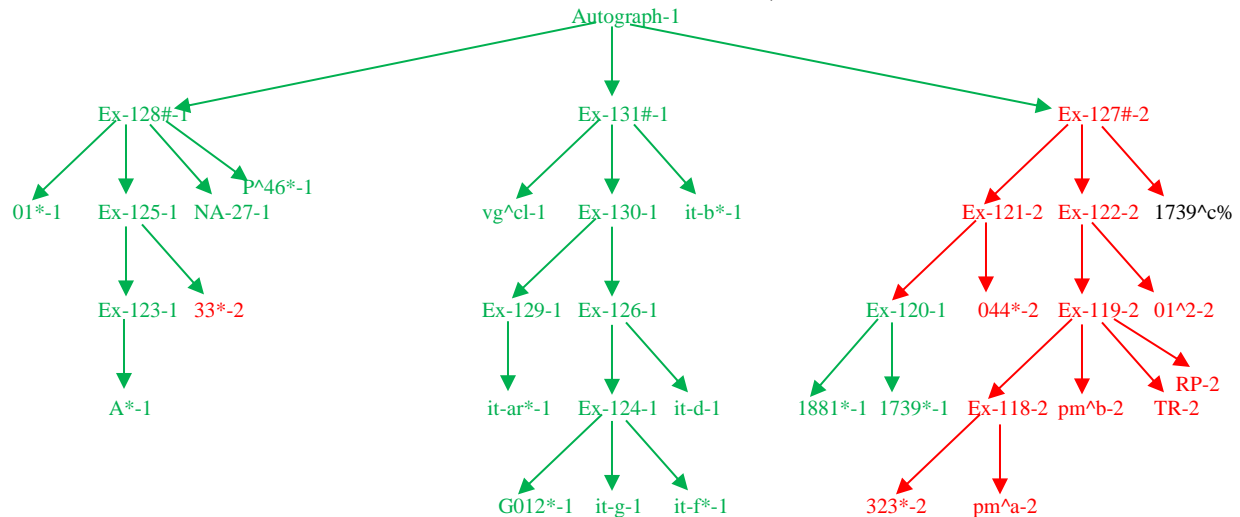 Autograph-1
Ex-128#-1 Ex-131#-1 Ex-127#-2
P^46*-1
01*-1 Ex-125-1 NA-27-1 vg^cl-1 Ex-130-1 it-b*-1 Ex-121-2 Ex-122-2 1739^c%
Ex-123-1 33*-2 Ex-129-1 Ex-126-1 Ex-120-1 044*-2 Ex-119-2 01^2-2
RP-2
A*-1 it-ar*-1 Ex-124-1 it-d-1 1881*-1 1739*-1 Ex-118-2 pm^b-2 TR-2
G012*-1 it-g-1 it-f*-1 323*-2 pm^a-2